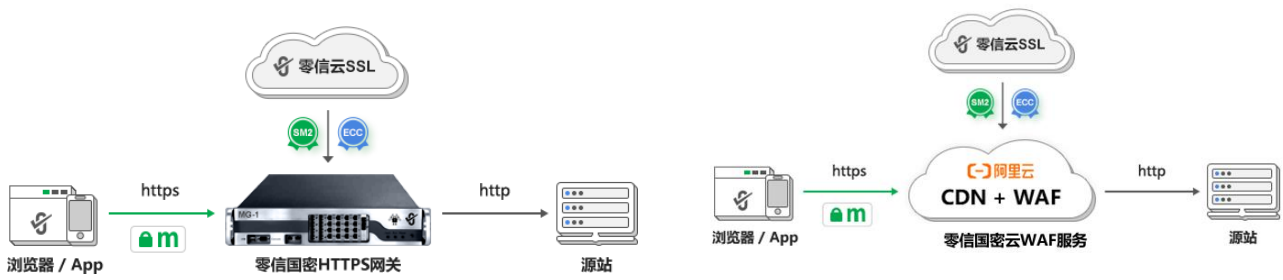 零信云SSL
SM2
ECC
https
MG-1
http
m
浏览器 / App
零信国密HTTPS网关
源站
零信云SSL
SM2
ECC
https
阿里云
CDN + WAF
http
m
浏览器 / App
零信国密云WAF服务
源站